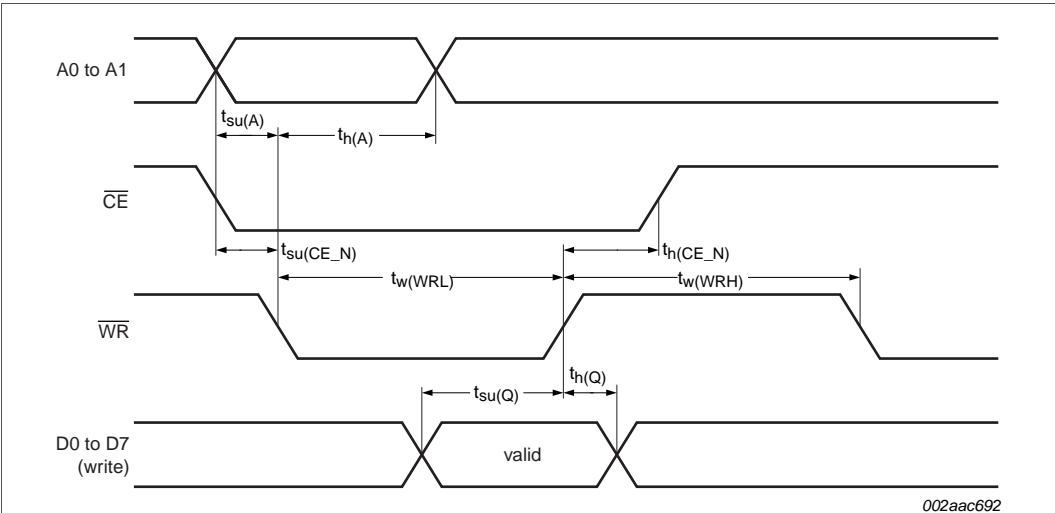 A0 to A1
tsu(A)
th(A)
CE
tsu(CE_N)
th(CE_N)
tw(WRL)
tw(WRH)
WR
tsu(Q)
th(Q)
D0 to D7
(write)
valid
002aac692